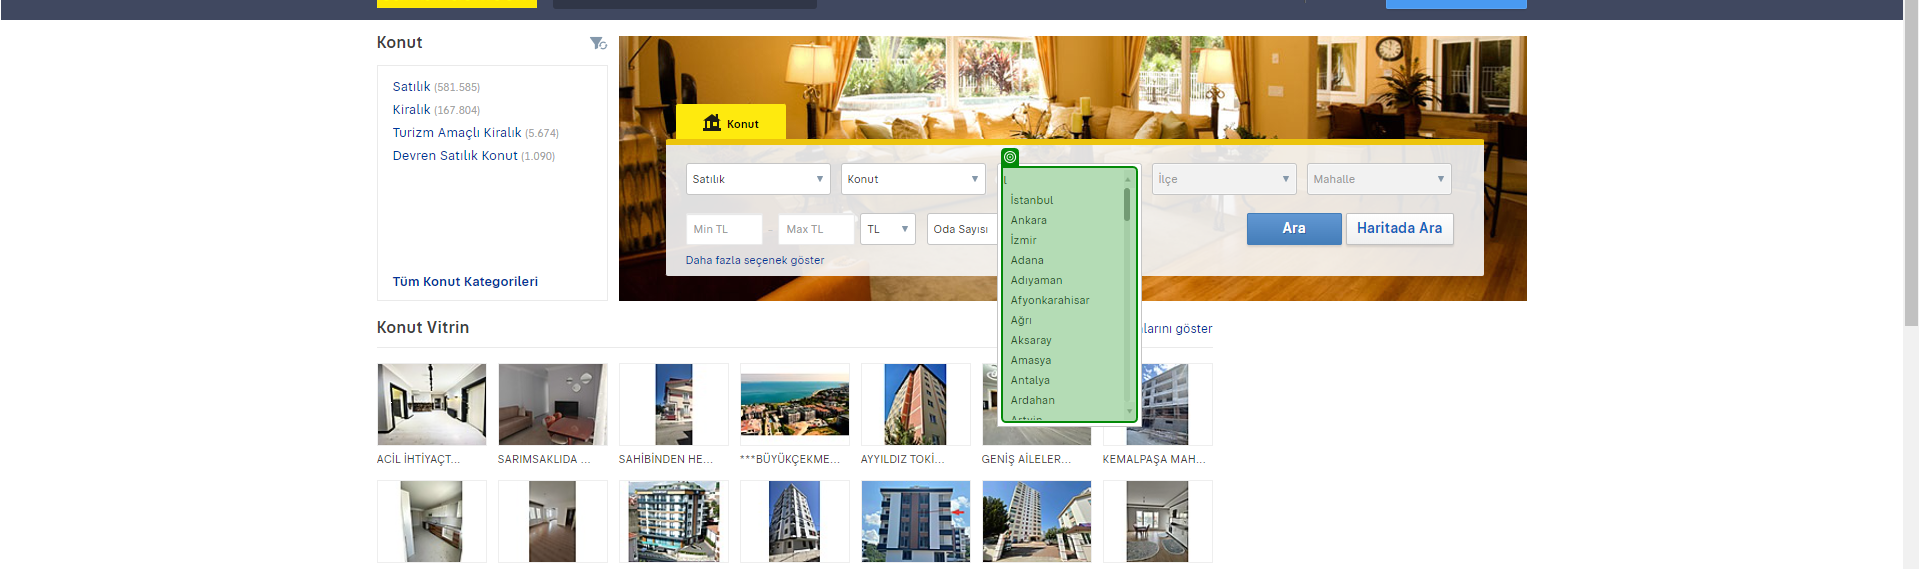 Konut
Satılık (581.585)
Kiralık (167.804)
Turizm Amaçlı Kiralık (5.674)
Devren Satılık Konut (1.090)
Tüm Konut Kategorileri
Konut
Satılık
Konut
İlçe
Mahalle
İstanbul
Ankara
İzmir
Adana
Adıyaman
Afyonkarahisar
Ağrı
Aksaray
Amasya
Antalya
Ardahan
Artvin
Min TL
-
Max TL
TL
Oda Sayısı
Ara
Haritada Ara
Daha fazla seçenek göster
Konut Vitrin
larını göster
ACİL İHTİYAÇT...
SARIMSAKLIDA ...
SAHİBİNDEN HE...
***BÜYÜKÇEKME...
AYYILDIZ TOKİ...
GENİŞ AİLELER...
KEMALPAŞA MAH...